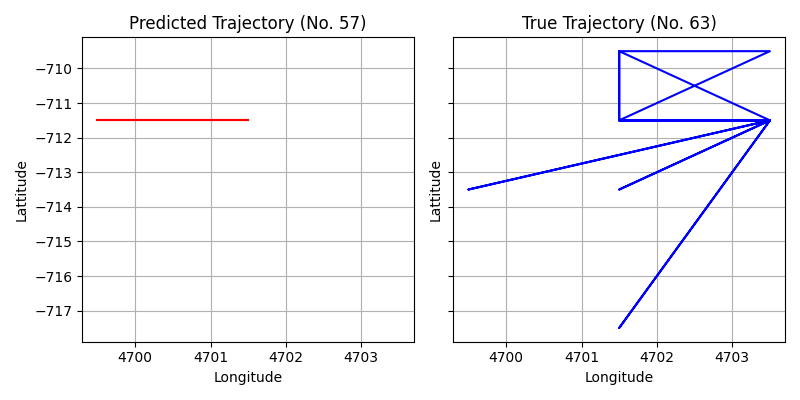 Predicted Trajectory (No. 57)
True Trajectory (No. 63)
−710
−711
−712
−713
−714
−715
−716
−717
Lattitude
Lattitude
4700 4701 4702 4703
4700 4701 4702 4703
Longitude
Longitude